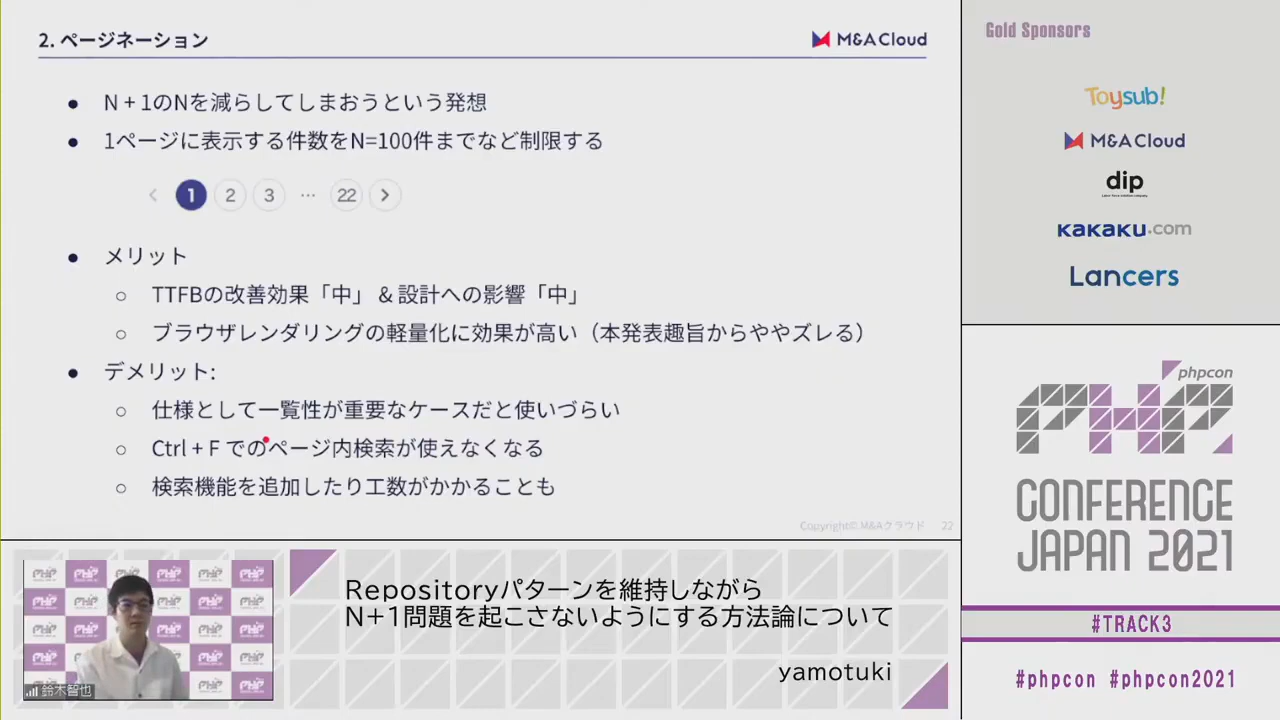 2. ページネーション
M&A Cloud
● N + 1のNを減らしてしまおうという発想
● 1ページに表示する件数をN=100件までなど制限する
‹ 1 2 3 … 22 ›
● メリット
○ TTFBの改善効果「中」 & 設計への影響「中」
○ ブラウザレンダリングの軽量化に効果が高い（本発表趣旨からややズレる）
● デメリット:
○ 仕様として一覧性が重要なケースだと使いづらい
○ Ctrl + F でのページ内検索が使えなくなる
○ 検索機能を追加したり工数がかかることも
Copyright© M&Aクラウド 22
鈴木智也
Repositoryパターンを維持しながら
N+1問題を起こさないようにする方法論について
yamotuki
Gold Sponsors
Toysub!
M&A Cloud
dip
kakaku.com
Lancers
phpcon
PHP
CONFERENCE
JAPAN 2021
#TRACK3
#phpcon #phpcon2021